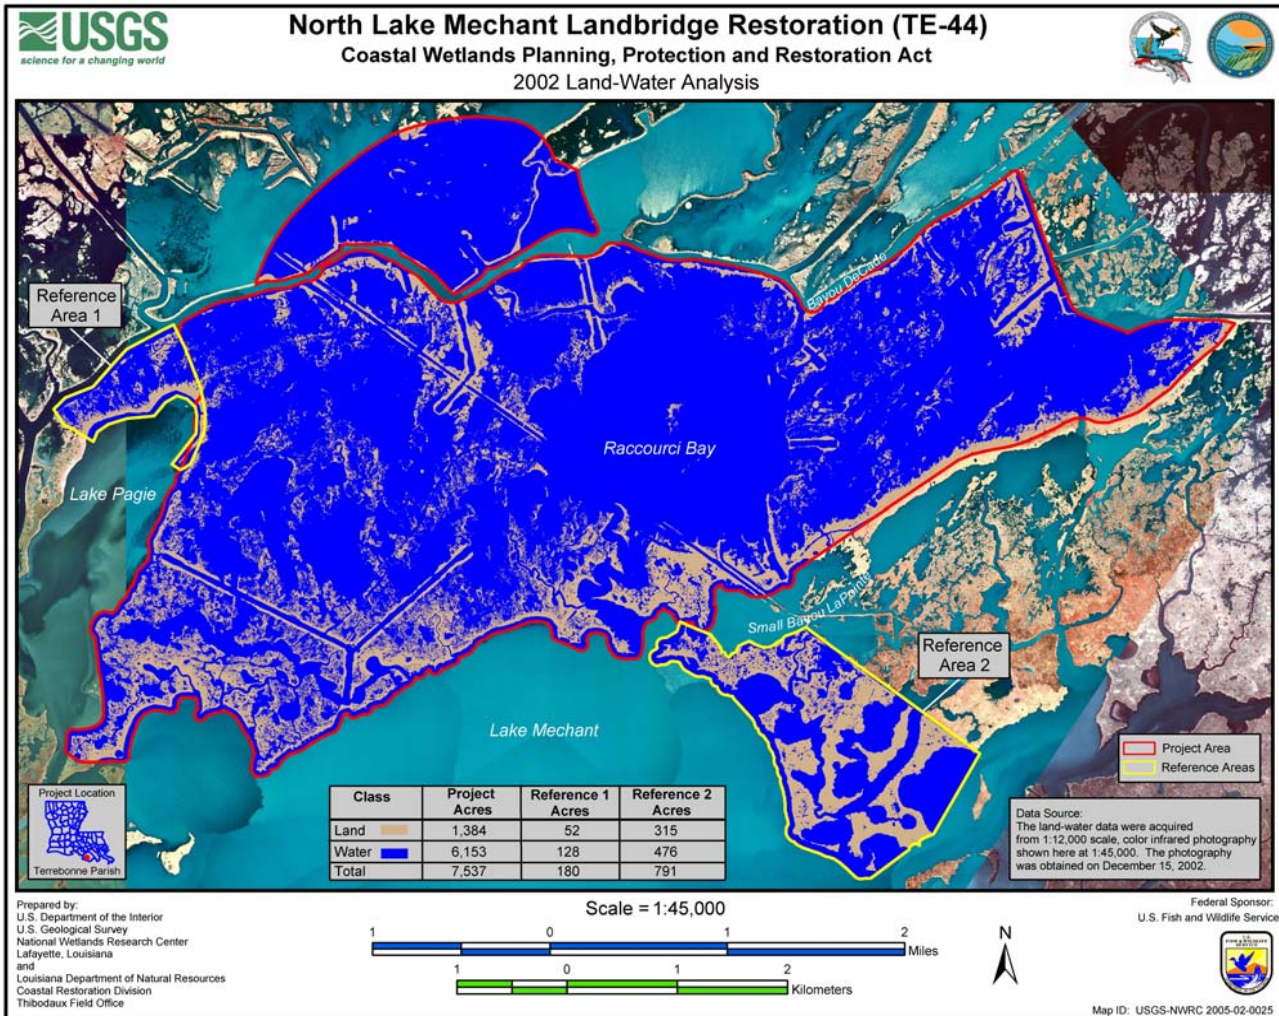 USGS
science for a changing world
North Lake Mechant Landbridge Restoration (TE-44)
Coastal Wetlands Planning, Protection and Restoration Act
2002 Land-Water Analysis
Reference
Area 1
Bayou DeCade
Raccourci Bay
Lake Pagie
Small Bayou LaPointe
Reference
Area 2
Lake Mechant
Project Area
Reference Areas
Project Location
Terrebonne Parish
Class Project Acres Reference 1 Acres Reference 2 Acres
Land 1,384 52 315
Water 6,153 128 476
Total 7,537 180 791
Data Source:
The land-water data were acquired
from 1:12,000 scale, color infrared photography
shown here at 1:45,000. The photography
was obtained on December 15, 2002.
Prepared by:
U.S. Department of the Interior
U.S. Geological Survey
National Wetlands Research Center
Lafayette, Louisiana
and
Louisiana Department of Natural Resources
Coastal Restoration Division
Thibodaux Field Office
Scale = 1:45,000
1 0 1 2
Miles
1 0 1 2
Kilometers
N
Federal Sponsor:
U.S. Fish and Wildlife Service
U.S.
FISH & WILDLIFE
SERVICE
Map ID: USGS-NWRC 2005-02-0025